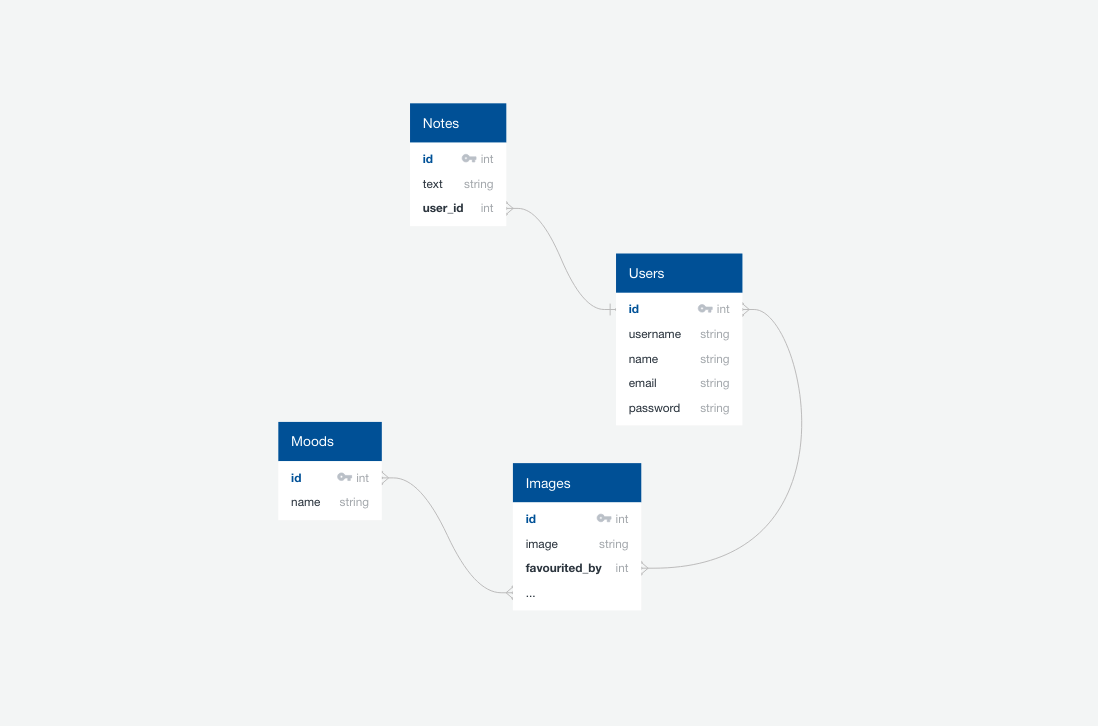 Notes
id int
text string
user_id int
Users
id int
username string
name string
email string
password string
Moods
id int
name string
Images
id int
image string
favourited_by int
...